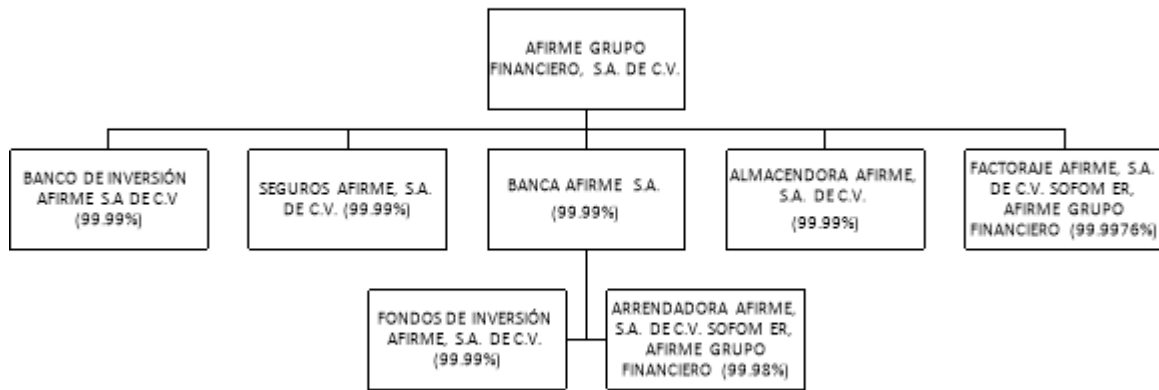 AFIRME GRUPO
FINANCIERO, S.A. DE C.V.
BANCO DE INVERSIÓN
AFIRME S.A DE C.V
(99.99%)
SEGUROS AFIRME, S.A.
DE C.V. (99.99%)
BANCA AFIRME S.A.
(99.99%)
ALMACENDORA AFIRME,
S.A. DE C.V.
(99.99%)
FACTORAJE AFIRME, S.A.
DE C.V. SOFOM ER,
AFIRME GRUPO
FINANCIERO (99.9976%)
FONDOS DE INVERSIÓN
AFIRME, S.A. DE C.V.
(99.99%)
ARRENDADORA AFIRME,
S.A. DE C.V. SOFOM ER,
AFIRME GRUPO
FINANCIERO (99.98%)